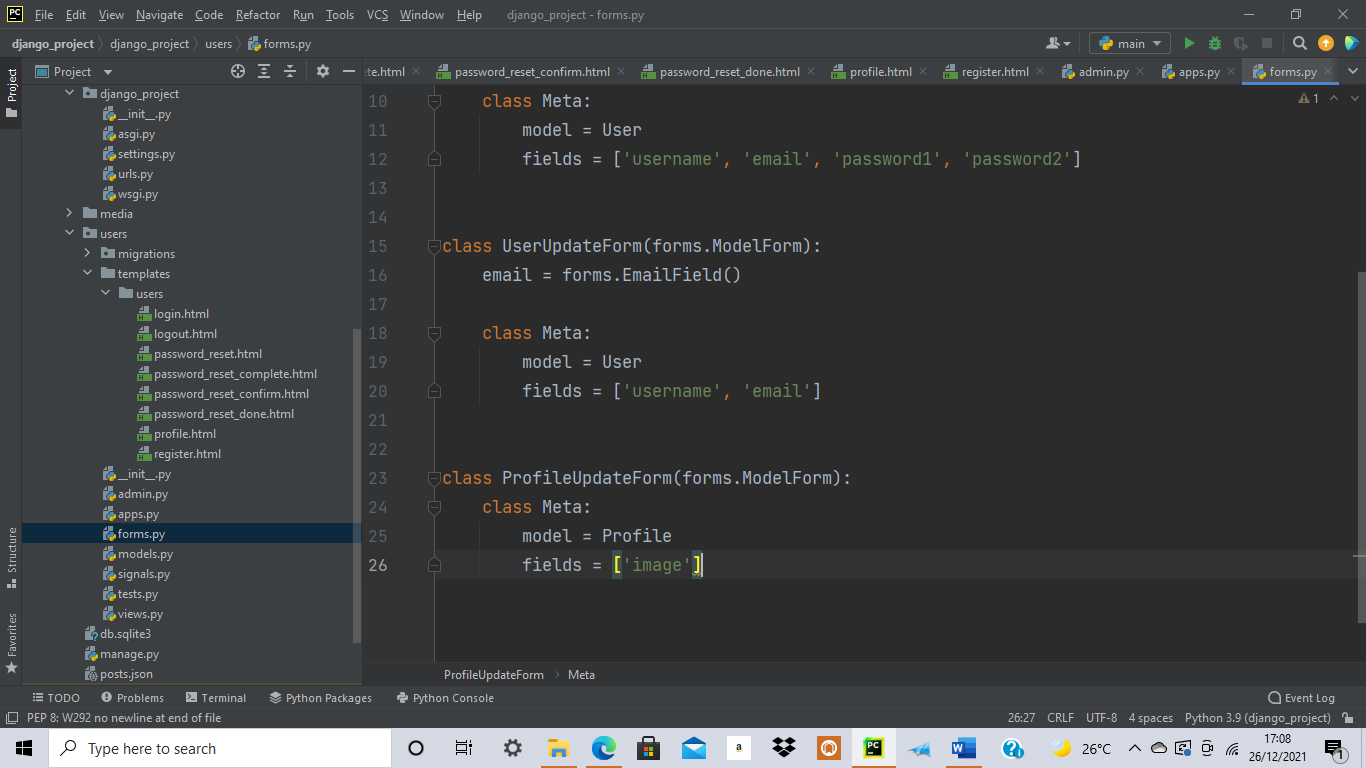 PC File Edit View Navigate Code Refactor Run Tools VCS Window Help django_project - forms.py
django_project django_project users forms.py main
Project te.html password_reset_confirm.html password_reset_done.html profile.html register.html admin.py apps.py forms.py
Project
Structure
Favorites
django_project
__init__.py
asgi.py
settings.py
urls.py
wsgi.py
media
users
migrations
templates
users
login.html
logout.html
password_reset.html
password_reset_complete.html
password_reset_confirm.html
password_reset_done.html
profile.html
register.html
__init__.py
admin.py
apps.py
forms.py
models.py
signals.py
tests.py
views.py
db.sqlite3
manage.py
posts.json
1
10 class Meta:
11 model = User
12 fields = ['username', 'email', 'password1', 'password2']
13
14
15 class UserUpdateForm(forms.ModelForm):
16 email = forms.EmailField()
17
18 class Meta:
19 model = User
20 fields = ['username', 'email']
21
22
23 class ProfileUpdateForm(forms.ModelForm):
24 class Meta:
25 model = Profile
26 fields = ['image']
ProfileUpdateForm Meta
TODO Problems Terminal Python Packages Python Console Event Log
PEP 8: W292 no newline at end of file 26:27 CRLF UTF-8 4 spaces Python 3.9 (django_project)
Type here to search a PC W 26°C 17:08
26/12/2021 1